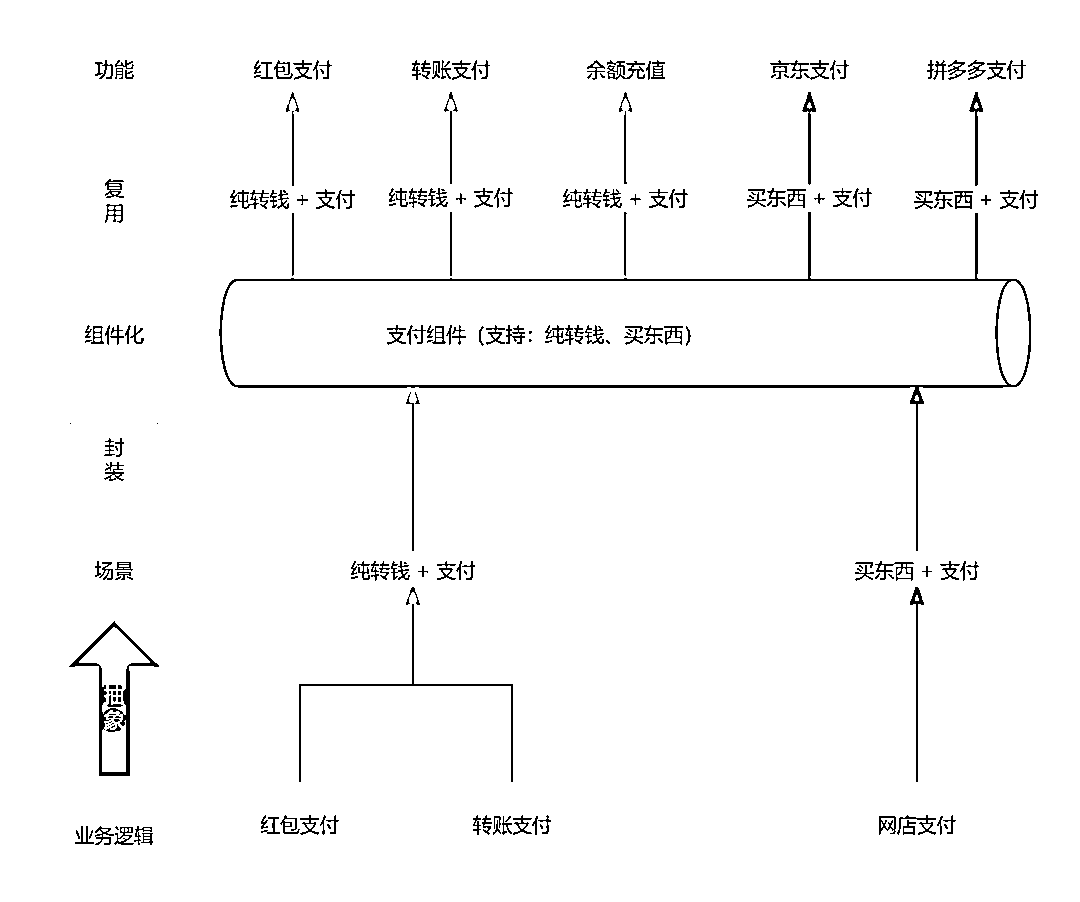 功能
红包支付
转账支付
余额充值
京东支付
拼多多支付
复
用
纯转钱 + 支付
纯转钱 + 支付
纯转钱 + 支付
买东西 + 支付
买东西 + 支付
组件化
支付组件（支持：纯转钱、买东西）
封
装
场景
纯转钱 + 支付
买东西 + 支付
抽
象
业务逻辑
红包支付
转账支付
网店支付